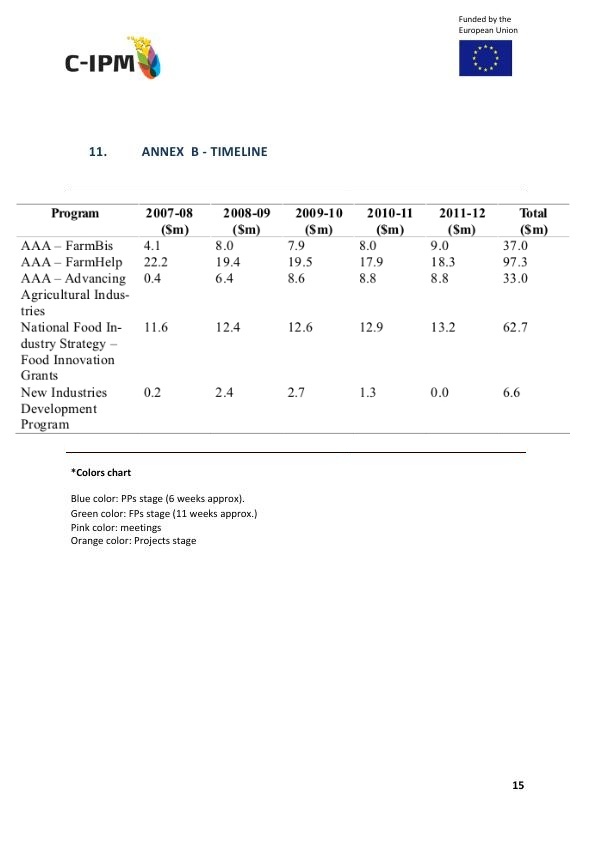 Funded by the
European Union
C-IPM
11. ANNEX B - TIMELINE
Program 2007-08 2008-09 2009-10 2010-11 2011-12 Total
($m) ($m) ($m) ($m) ($m) ($m)
AAA – FarmBis 4.1 8.0 7.9 8.0 9.0 37.0
AAA – FarmHelp 22.2 19.4 19.5 17.9 18.3 97.3
AAA – Advancing 0.4 6.4 8.6 8.8 8.8 33.0
Agricultural Indus-
tries
National Food In- 11.6 12.4 12.6 12.9 13.2 62.7
dustry Strategy –
Food Innovation
Grants
New Industries 0.2 2.4 2.7 1.3 0.0 6.6
Development
Program
*Colors chart
Blue color: PPs stage (6 weeks approx).
Green color: FPs stage (11 weeks approx.)
Pink color: meetings
Orange color: Projects stage
15